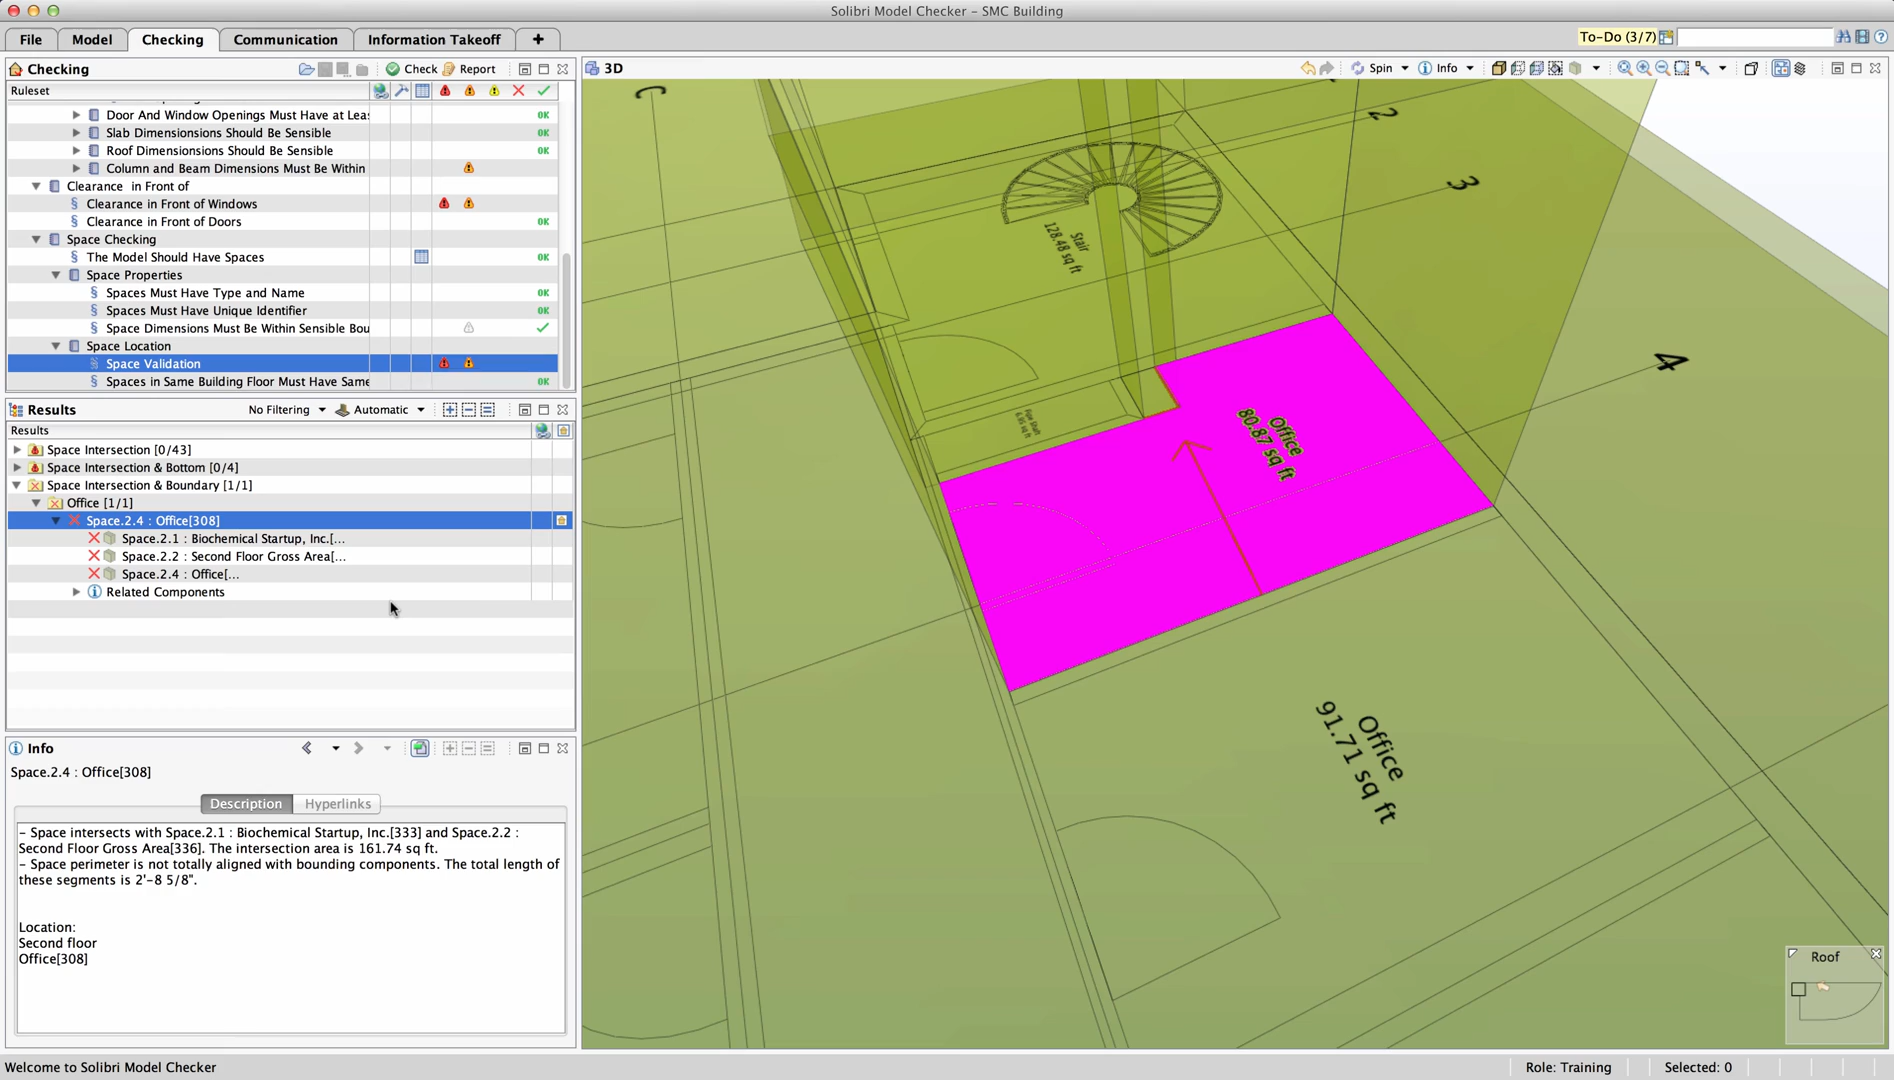 Solibri Model Checker – SMC Building
File
Model
Checking
Communication
Information Takeoff
+
To-Do (3/7)
Checking
Check
Report
Ruleset
Door And Window Openings Must Have at Leas
OK
Slab Dimensionsions Should Be Sensible
OK
Roof Dimensionsions Should Be Sensible
OK
Column and Beam Dimensions Must Be Within
Clearance in Front of
§ Clearance in Front of Windows
§ Clearance in Front of Doors
OK
Space Checking
§ The Model Should Have Spaces
OK
Space Properties
§ Spaces Must Have Type and Name
OK
§ Spaces Must Have Unique Identifier
OK
§ Space Dimensions Must Be Within Sensible Bou
Space Location
§ Space Validation
§ Spaces in Same Building Floor Must Have Same
OK
Results
No Filtering
Automatic
Results
Space Intersection [0/43]
Space Intersection & Bottom [0/4]
Space Intersection & Boundary [1/1]
Office [1/1]
Space.2.4 : Office[308]
Space.2.1 : Biochemical Startup, Inc.[...
Space.2.2 : Second Floor Gross Area[...
Space.2.4 : Office[...
Related Components
Info
Space.2.4 : Office[308]
Description
Hyperlinks
– Space intersects with Space.2.1 : Biochemical Startup, Inc.[333] and Space.2.2 :
Second Floor Gross Area[336]. The intersection area is 161.74 sq ft.
– Space perimeter is not totally aligned with bounding components. The total length of
these segments is 2'-8 5/8".
Location:
Second floor
Office[308]
3D
Spin
Info
C
2
3
4
Stair
128.48 sq ft
Office
80.87 sq ft
Office
91.71 sq ft
Roof
Welcome to Solibri Model Checker
Role: Training
Selected: 0